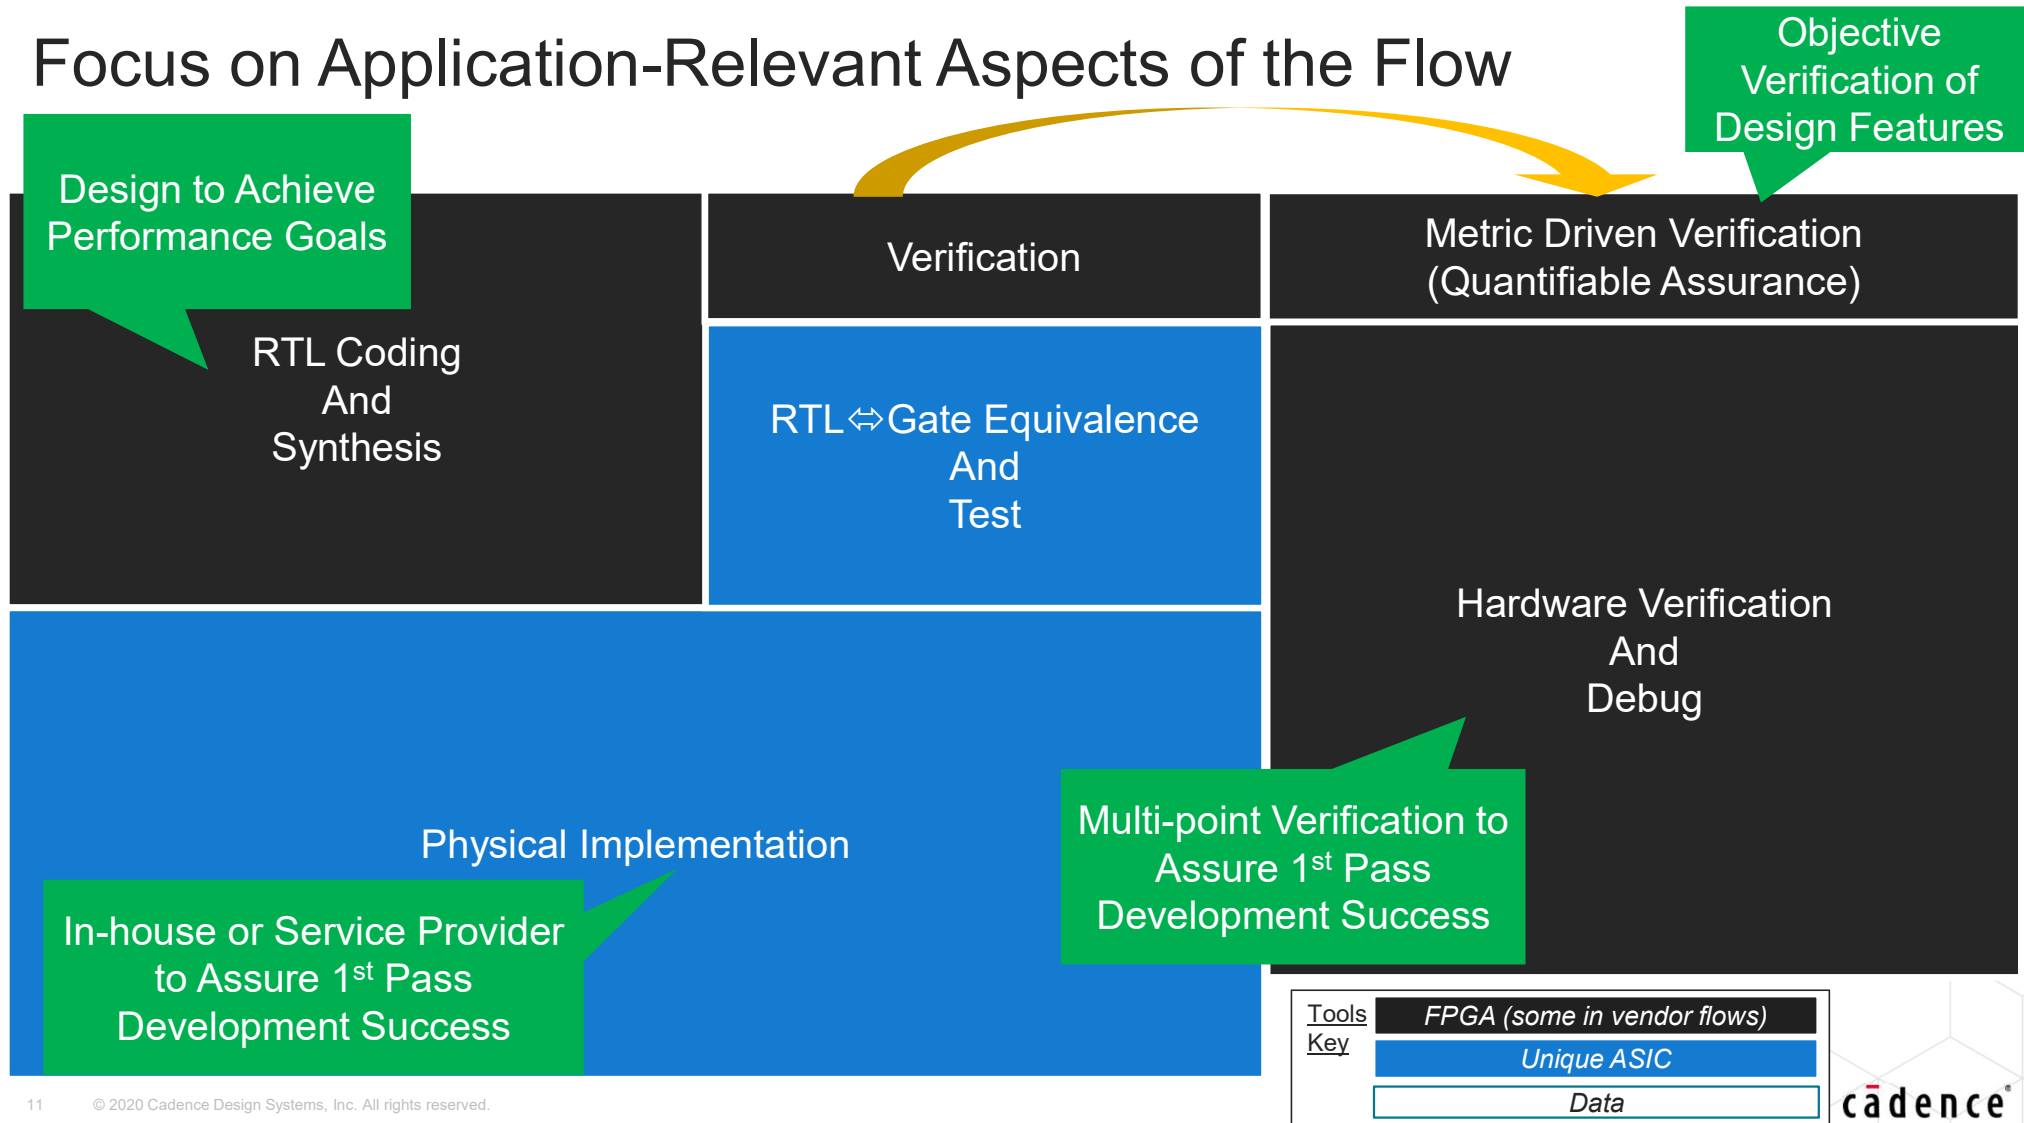 Focus on Application-Relevant Aspects of the Flow
Objective
Verification of
Design Features
Design to Achieve
Performance Goals
RTL Coding
And
Synthesis
Verification
Metric Driven Verification
(Quantifiable Assurance)
RTL⬄Gate Equivalence
And
Test
Hardware Verification
And
Debug
Physical Implementation
Multi-point Verification to
Assure 1st Pass
Development Success
In-house or Service Provider
to Assure 1st Pass
Development Success
Tools
Key
FPGA (some in vendor flows)
Unique ASIC
Data
11
© 2020 Cadence Design Systems, Inc. All rights reserved.
cādence®